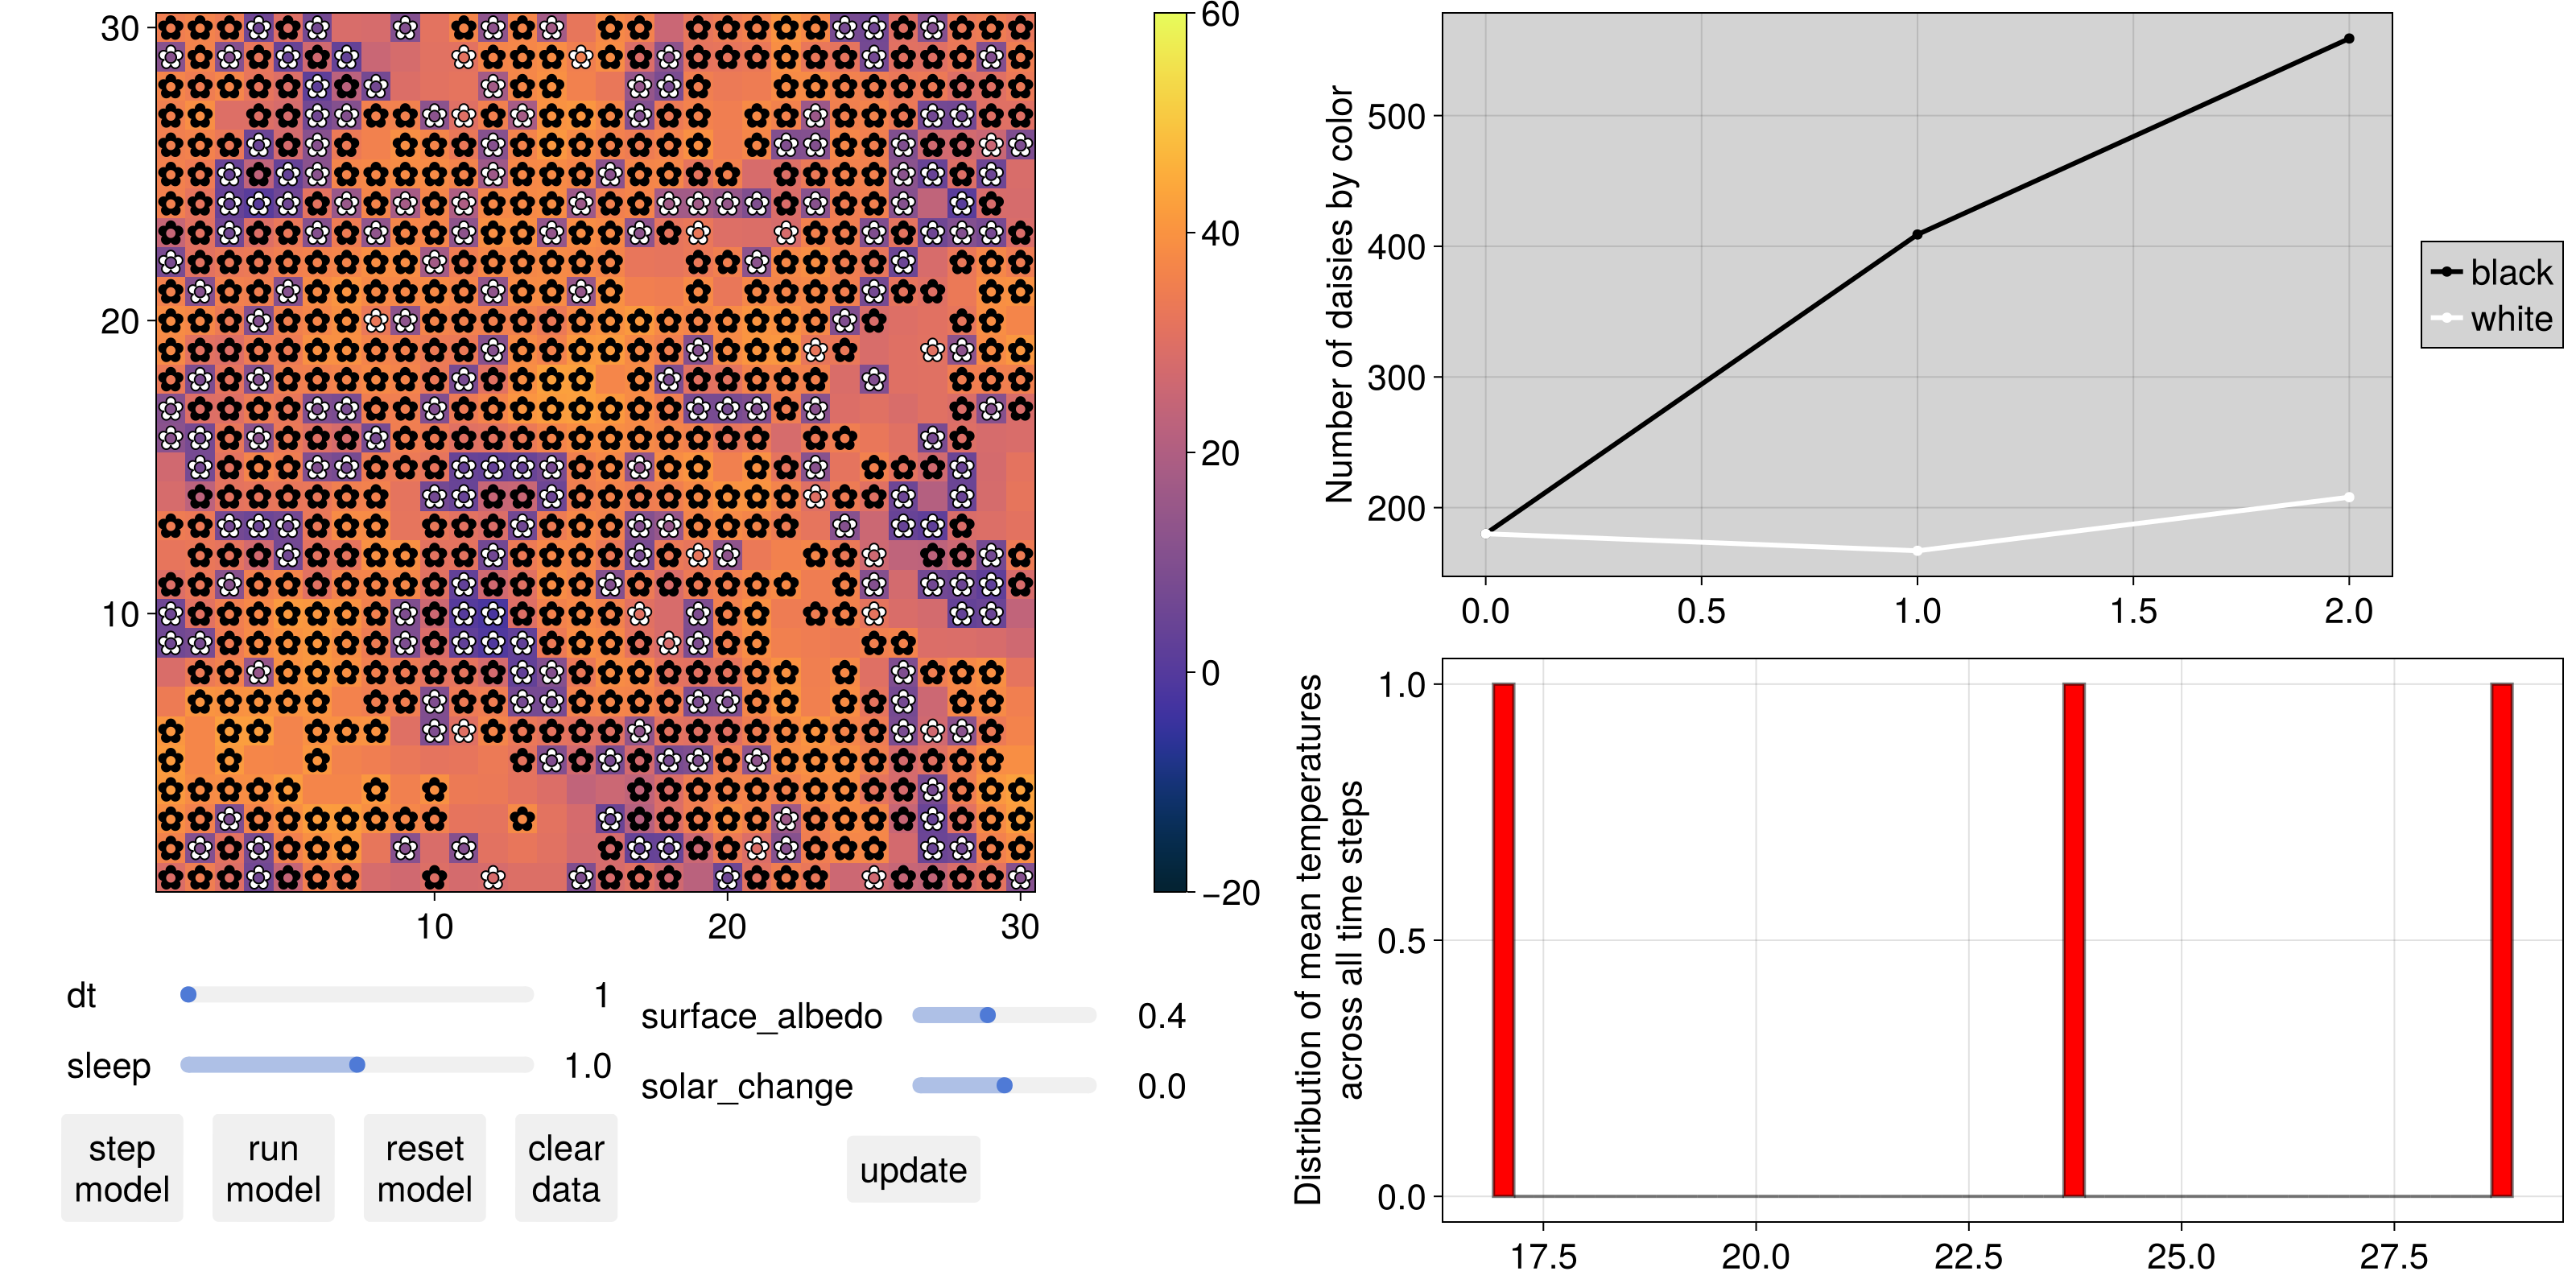 30
20
10
10
20
30
60
40
20
0
−20
Number of daisies by color
500
400
300
200
0.0
0.5
1.0
1.5
2.0
black
white
Distribution of mean temperatures
across all time steps
1.0
0.5
0.0
17.5
20.0
22.5
25.0
27.5
dt
1
sleep
1.0
surface_albedo
0.4
solar_change
0.0
step
model
run
model
reset
model
clear
data
update